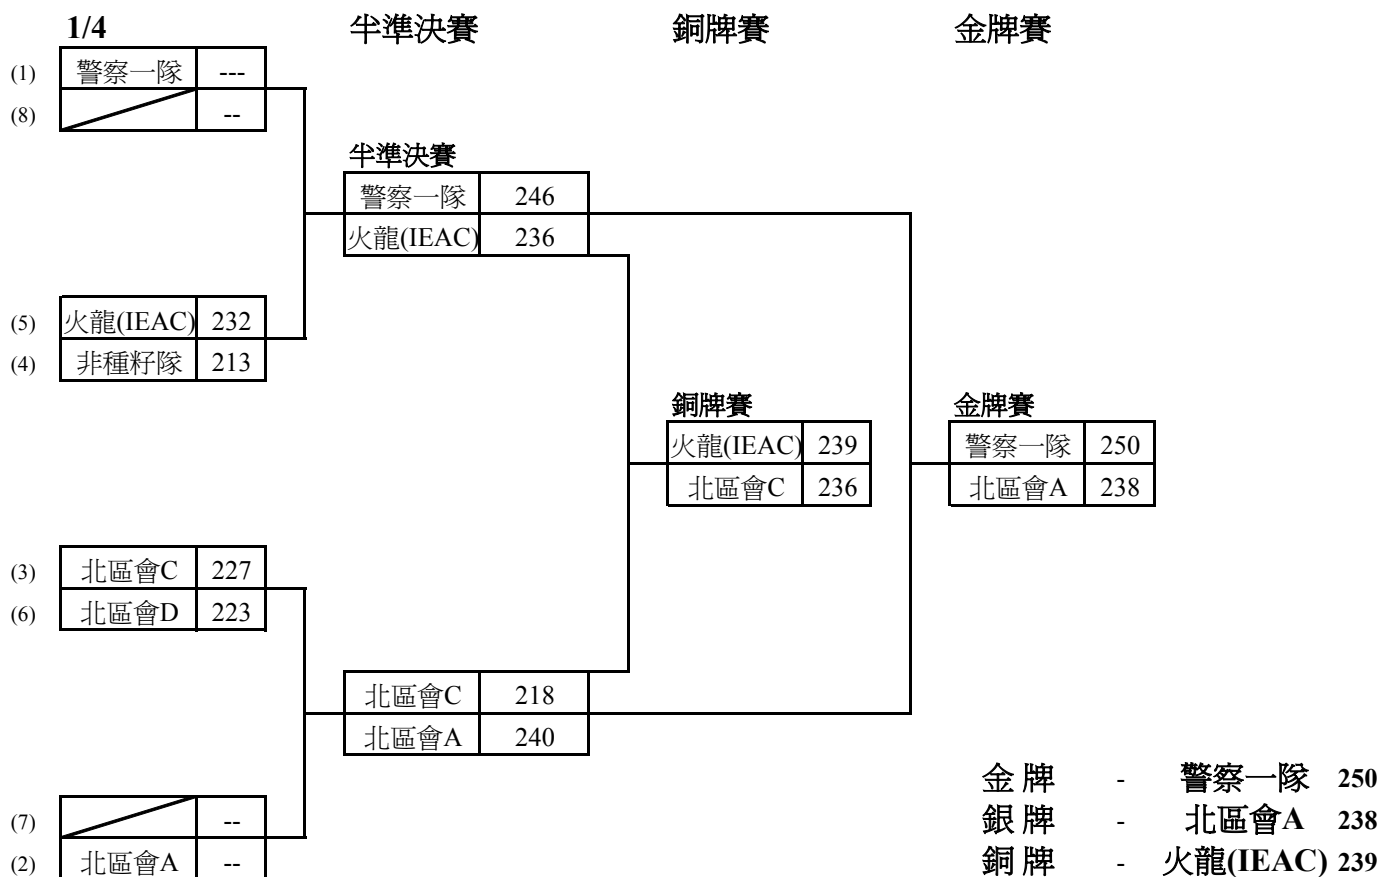 1/4 半準決賽 銅牌賽 金牌賽
(1) 警察一隊 ---
(8) --
半準決賽
警察一隊 246
火龍(IEAC) 236
(5) 火龍(IEAC) 232
(4) 非種籽隊 213
銅牌賽 金牌賽
火龍(IEAC) 239 警察一隊 250
北區會C 236 北區會A 238
(3) 北區會C 227
(6) 北區會D 223
北區會C 218
北區會A 240
金 牌 - 警察一隊 250
(7) --
銀 牌 - 北區會A 238
(2) 北區會A --
銅 牌 - 火龍(IEAC) 239